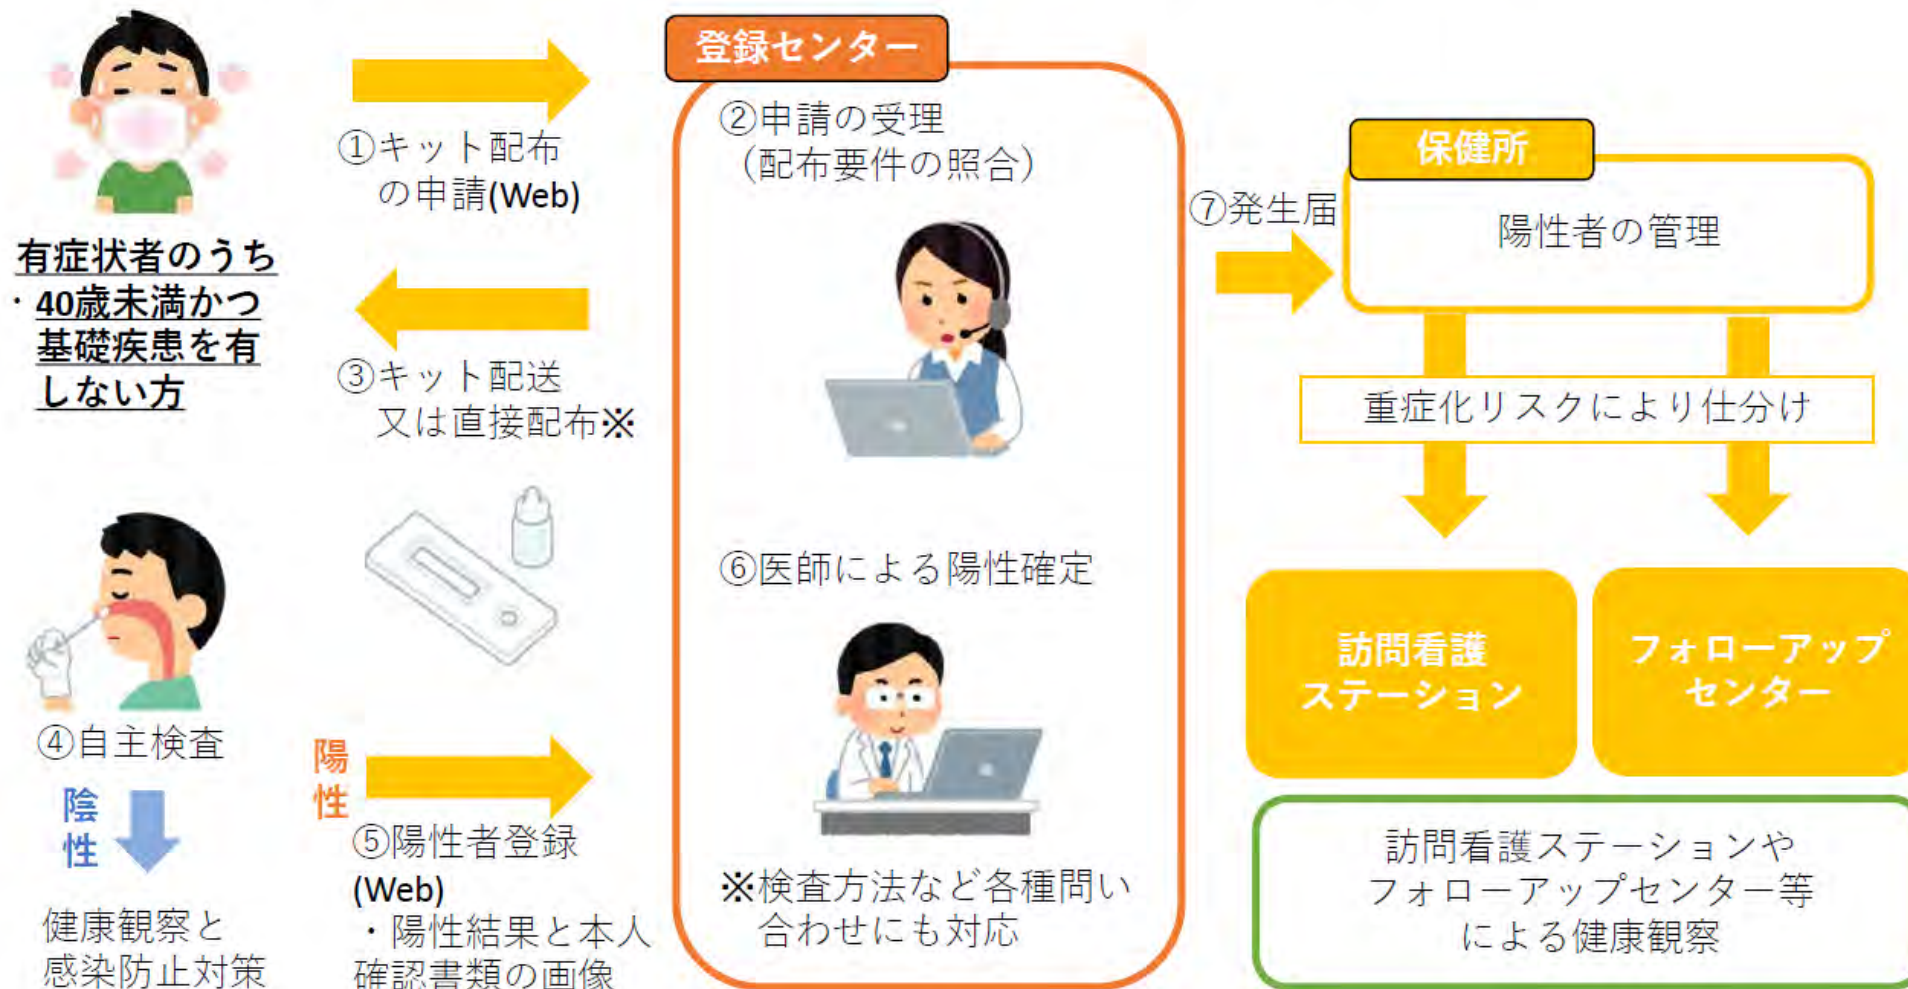 ①キット配布
の申請(Web)
有症状者のうち
・40歳未満かつ
基礎疾患を有
しない方
③キット配送
又は直接配布※
④自主検査
陰
性
健康観察と
感染防止対策
陽
性
⑤陽性者登録
(Web)
・陽性結果と本人
確認書類の画像
登録センター
②申請の受理
（配布要件の照合）
⑥医師による陽性確定
※検査方法など各種問い
合わせにも対応
⑦発生届
保健所
陽性者の管理
重症化リスクにより仕分け
訪問看護
ステーション
フォローアップ
センター
訪問看護ステーションや
フォローアップセンター等
による健康観察